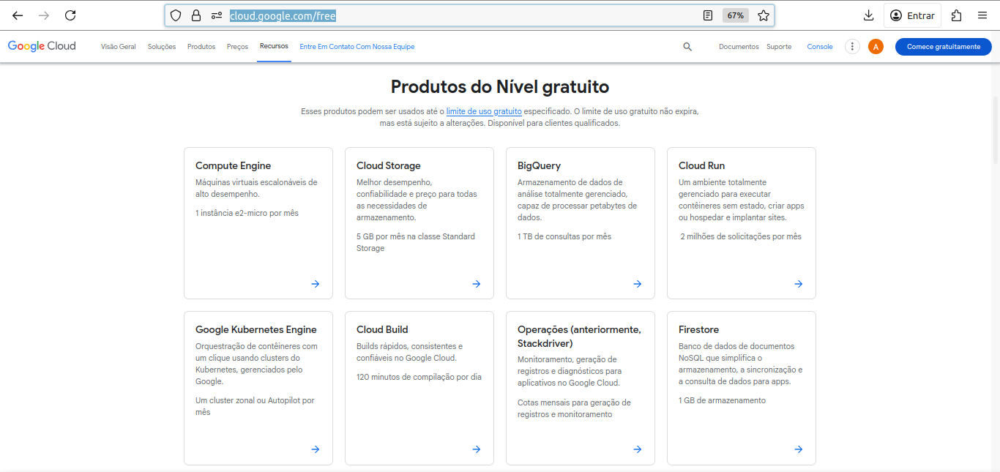 cloud.google.com/free
67%
Entrar
Google Cloud
Visão Geral
Soluções
Produtos
Preços
Recursos
Entre Em Contato Com Nossa Equipe
Documentos
Suporte
Console
A
Comece gratuitamente
Produtos do Nível gratuito
Esses produtos podem ser usados até o limite de uso gratuito especificado. O limite de uso gratuito não expira,
mas está sujeito a alterações. Disponível para clientes qualificados.
Compute Engine
Máquinas virtuais escalonáveis de
alto desempenho.
1 instância e2-micro por mês
Cloud Storage
Melhor desempenho,
confiabilidade e preço para todas
as necessidades de
armazenamento.
5 GB por mês na classe Standard
Storage
BigQuery
Armazenamento de dados de
análise totalmente gerenciado,
capaz de processar petabytes de
dados.
1 TB de consultas por mês
Cloud Run
Um ambiente totalmente
gerenciado para executar
contêineres sem estado, criar apps
ou hospedar e implantar sites.
2 milhões de solicitações por mês
Google Kubernetes Engine
Orquestração de contêineres com
um clique usando clusters do
Kubernetes, gerenciados pelo
Google.
Um cluster zonal ou Autopilot por
mês
Cloud Build
Builds rápidos, consistentes e
confiáveis no Google Cloud.
120 minutos de compilação por dia
Operações (anteriormente,
Stackdriver)
Monitoramento, geração de
registros e diagnósticos para
aplicativos no Google Cloud.
Cotas mensais para geração de
registros e monitoramento
Firestore
Banco de dados de documentos
NoSQL que simplifica o
armazenamento, a sincronização e
a consulta de dados para apps.
1 GB de armazenamento